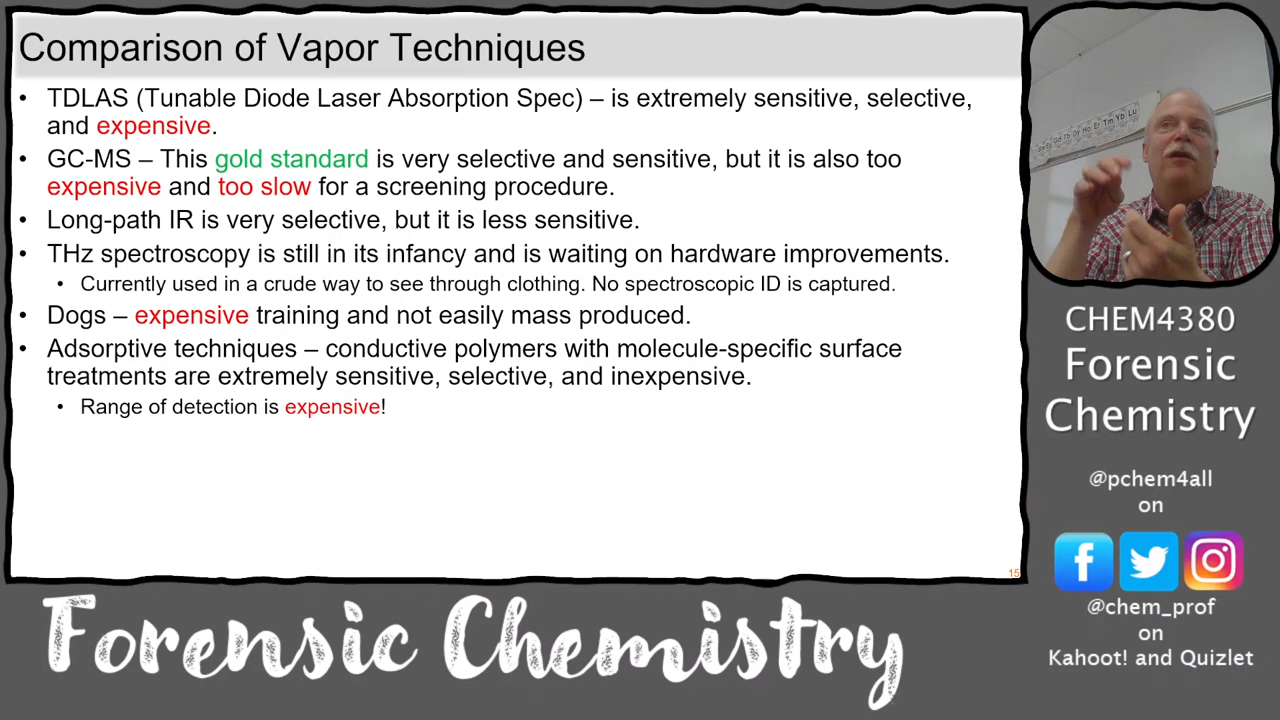 Comparison of Vapor Techniques
• TDLAS (Tunable Diode Laser Absorption Spec) – is extremely sensitive, selective,
and expensive.
• GC-MS – This gold standard is very selective and sensitive, but it is also too
expensive and too slow for a screening procedure.
• Long-path IR is very selective, but it is less sensitive.
• THz spectroscopy is still in its infancy and is waiting on hardware improvements.
• Currently used in a crude way to see through clothing. No spectroscopic ID is captured.
• Dogs – expensive training and not easily mass produced.
• Adsorptive techniques – conductive polymers with molecule-specific surface
treatments are extremely sensitive, selective, and inexpensive.
• Range of detection is expensive!
15
Ho Er Tm Yb Lu
CHEM4380
Forensic
Chemistry
@pchem4all
on
@chem_prof
on
Kahoot! and Quizlet
Forensic Chemistry